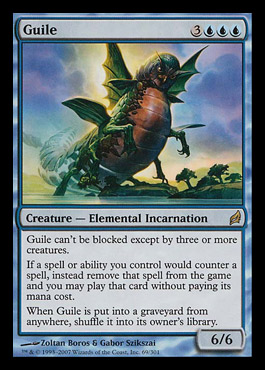 Guile 3
Creature — Elemental Incarnation
Guile can't be blocked except by three or more
creatures.
If a spell or ability you control would counter a
spell, instead remove that spell from the game
and you may play that card without paying its
mana cost.
When Guile is put into a graveyard from
anywhere, shuffle it into its owner's library.
Zoltan Boros & Gabor Szikszai
6/6
™ & © 1993-2007 Wizards of the Coast, Inc. 69/301